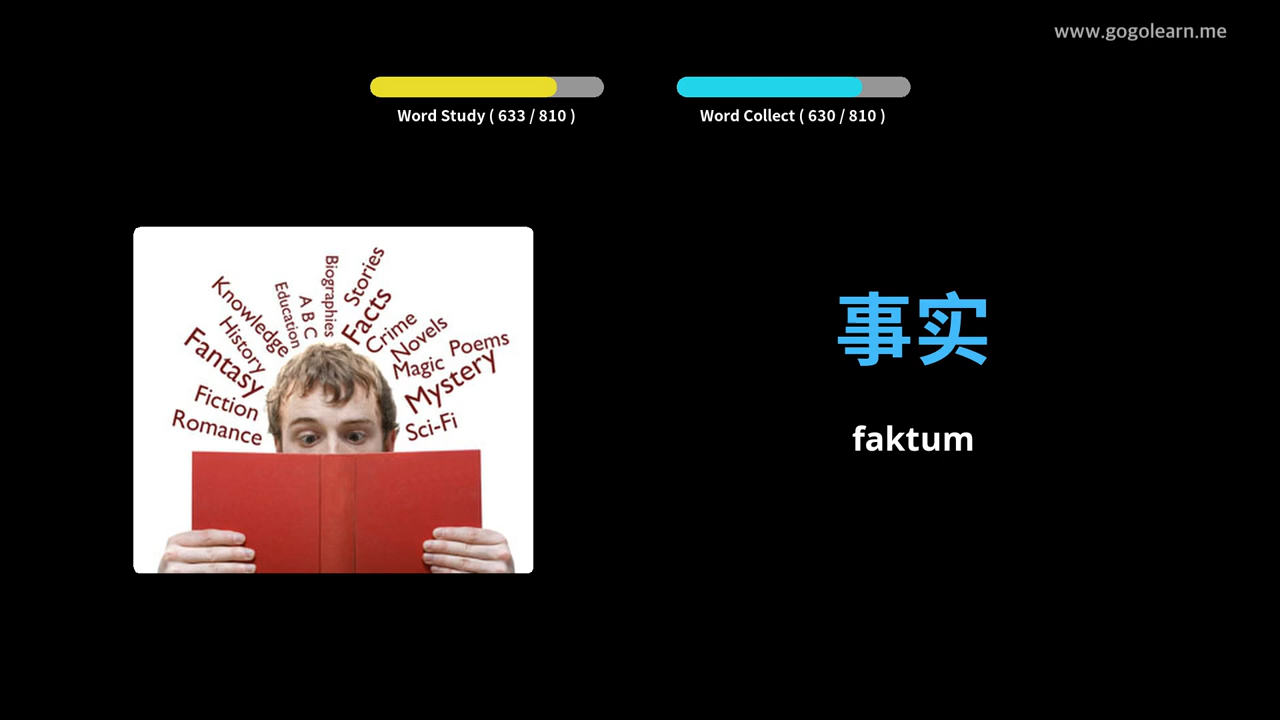 www.gogolearn.me
Word Study ( 633 / 810 )
Word Collect ( 630 / 810 )
Knowledge
History
Fantasy
Fiction
Romance
Education
A B C
Biographies
Stories
Facts
Crime
Novels
Magic
Poems
Mystery
Sci-Fi
事实
faktum